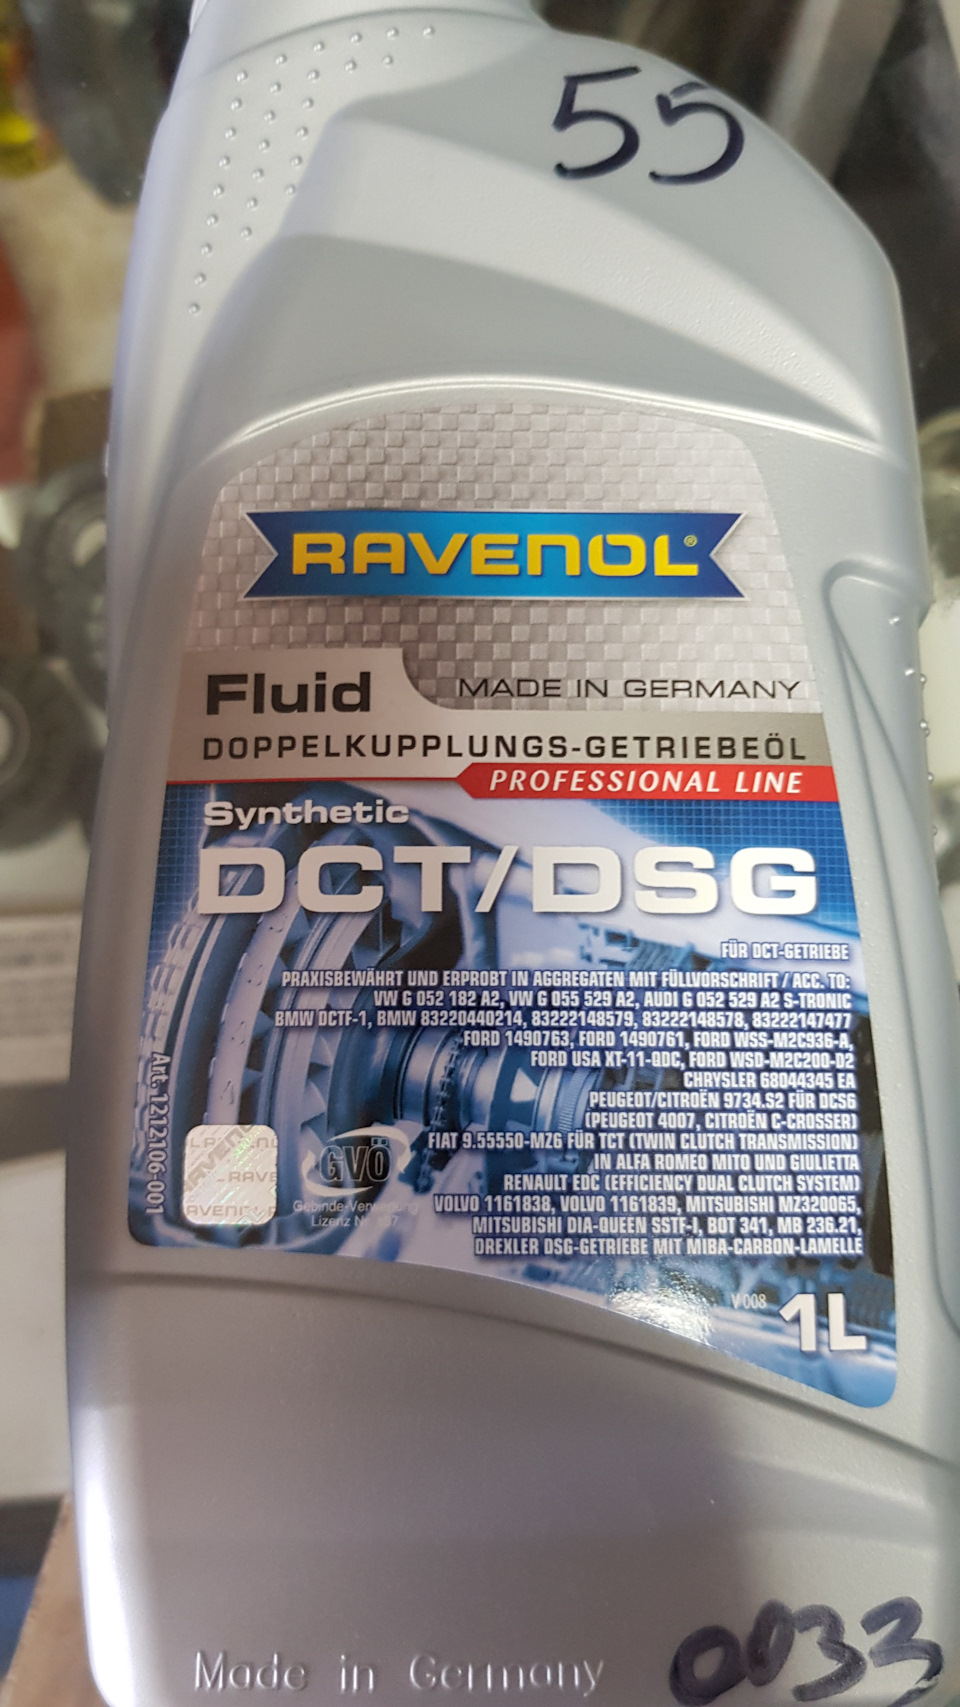 55
RAVENOL®
Fluid
MADE IN GERMANY
DOPPELKUPPLUNGS-GETRIEBEÖL
PROFESSIONAL LINE
Synthetic
DCT/DSG
FÜR DCT-GETRIEBE
PRAXISBEWÄHRT UND ERPROBT IN AGGREGATEN MIT FÜLLVORSCHRIFT / ACC. TO:
VW G 052 182 A2, VW G 055 529 A2, AUDI G 052 529 A2 S-TRONIC
BMW DCTF-1, BMW 83220440214, 83222148579, 83222148578, 83222147477
FORD 1490763, FORD 1490761, FORD WSS-M2C936-A,
FORD USA XT-11-QDC, FORD WSD-M2C200-D2
CHRYSLER 68044345 EA
PEUGEOT/CITROËN 9734.S2 FÜR DCS6
(PEUGEOT 4007, CITROËN C-CROSSER)
FIAT 9.55550-MZ6 FÜR TCT (TWIN CLUTCH TRANSMISSION)
IN ALFA ROMEO MITO UND GIULIETTA
RENAULT EDC (EFFICIENCY DUAL CLUTCH SYSTEM)
VOLVO 1161838, VOLVO 1161839, MITSUBISHI MZ320065,
MITSUBISHI DIA-QUEEN SSTF-I, BOT 341, MB 236.21,
DREXLER DSG-GETRIEBE MIT MIBA-CARBON-LAMELLE
Art. 1212106-001
GVÖ
Gebinde-Verwertung
Lizenz Nr.
V 008
1L
Made in Germany
0033